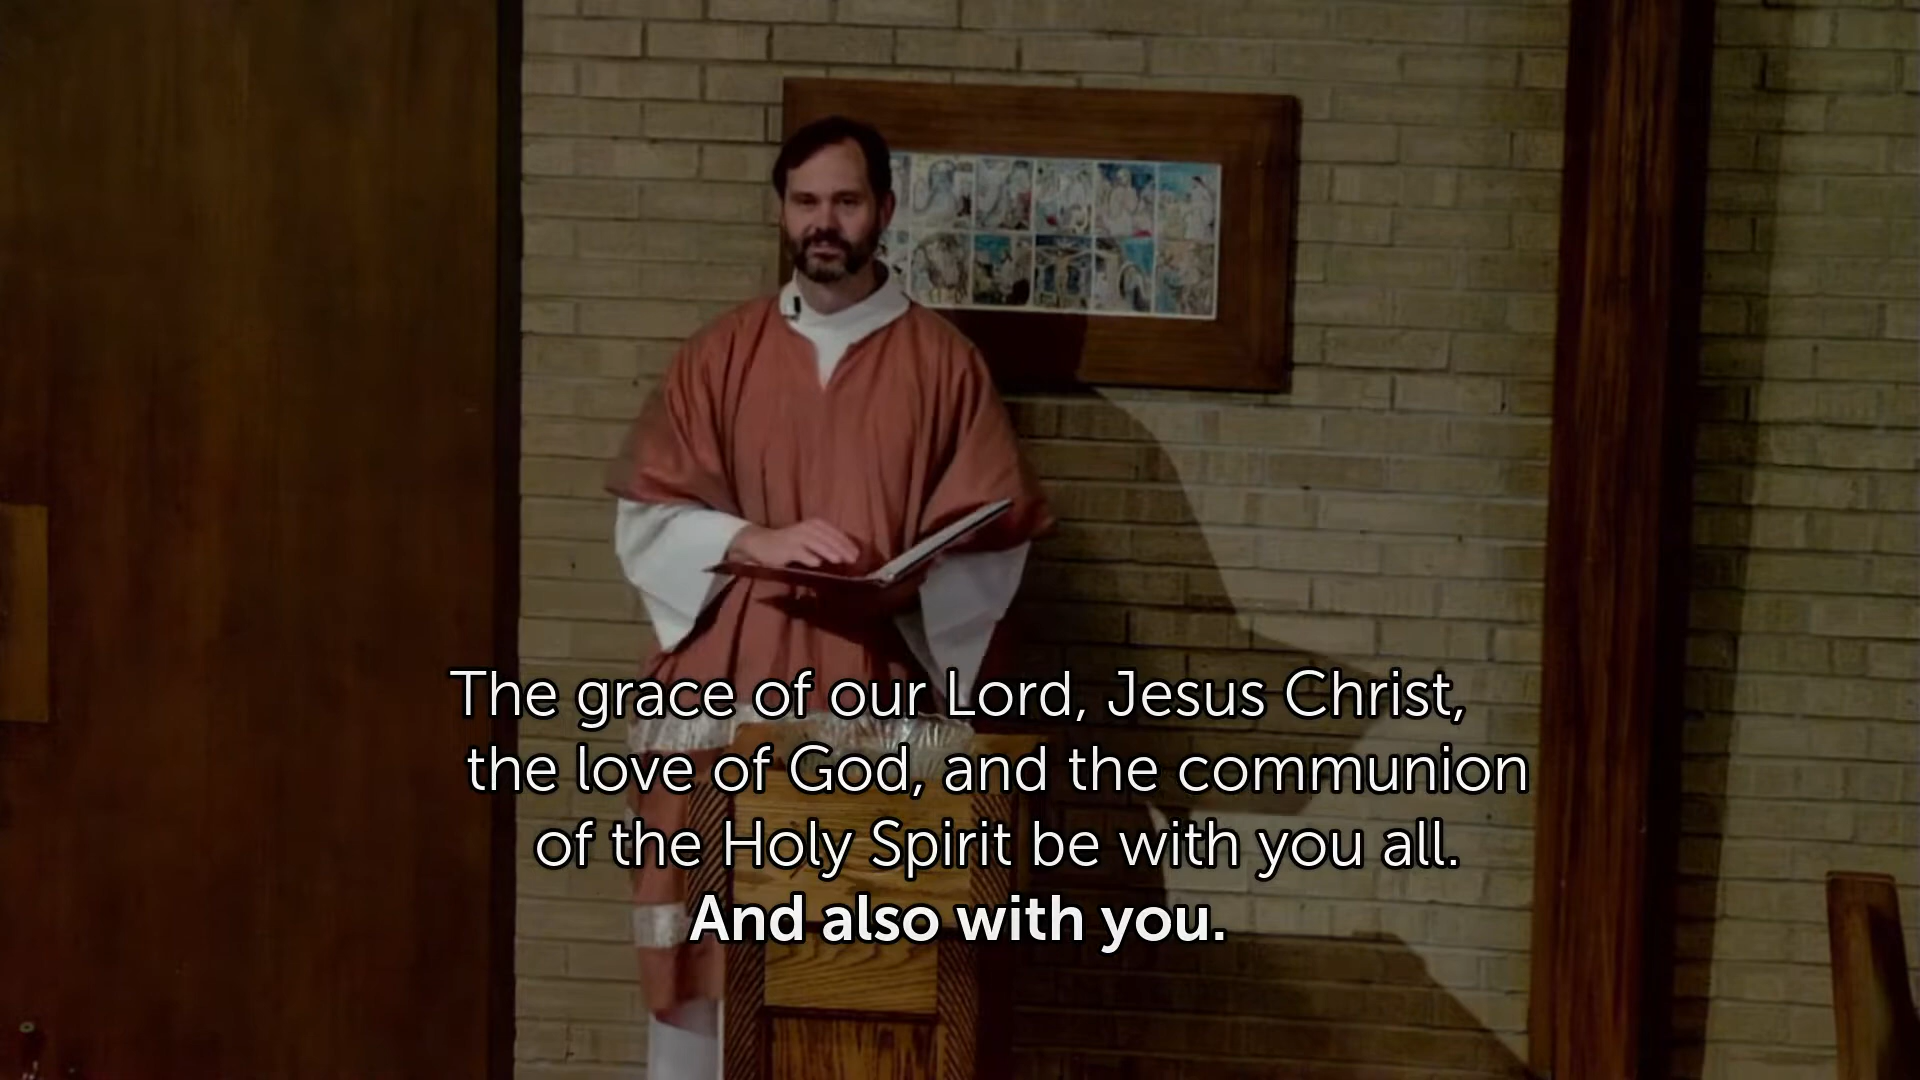 The grace of our Lord, Jesus Christ,
the love of God, and the communion
of the Holy Spirit be with you all.
And also with you.